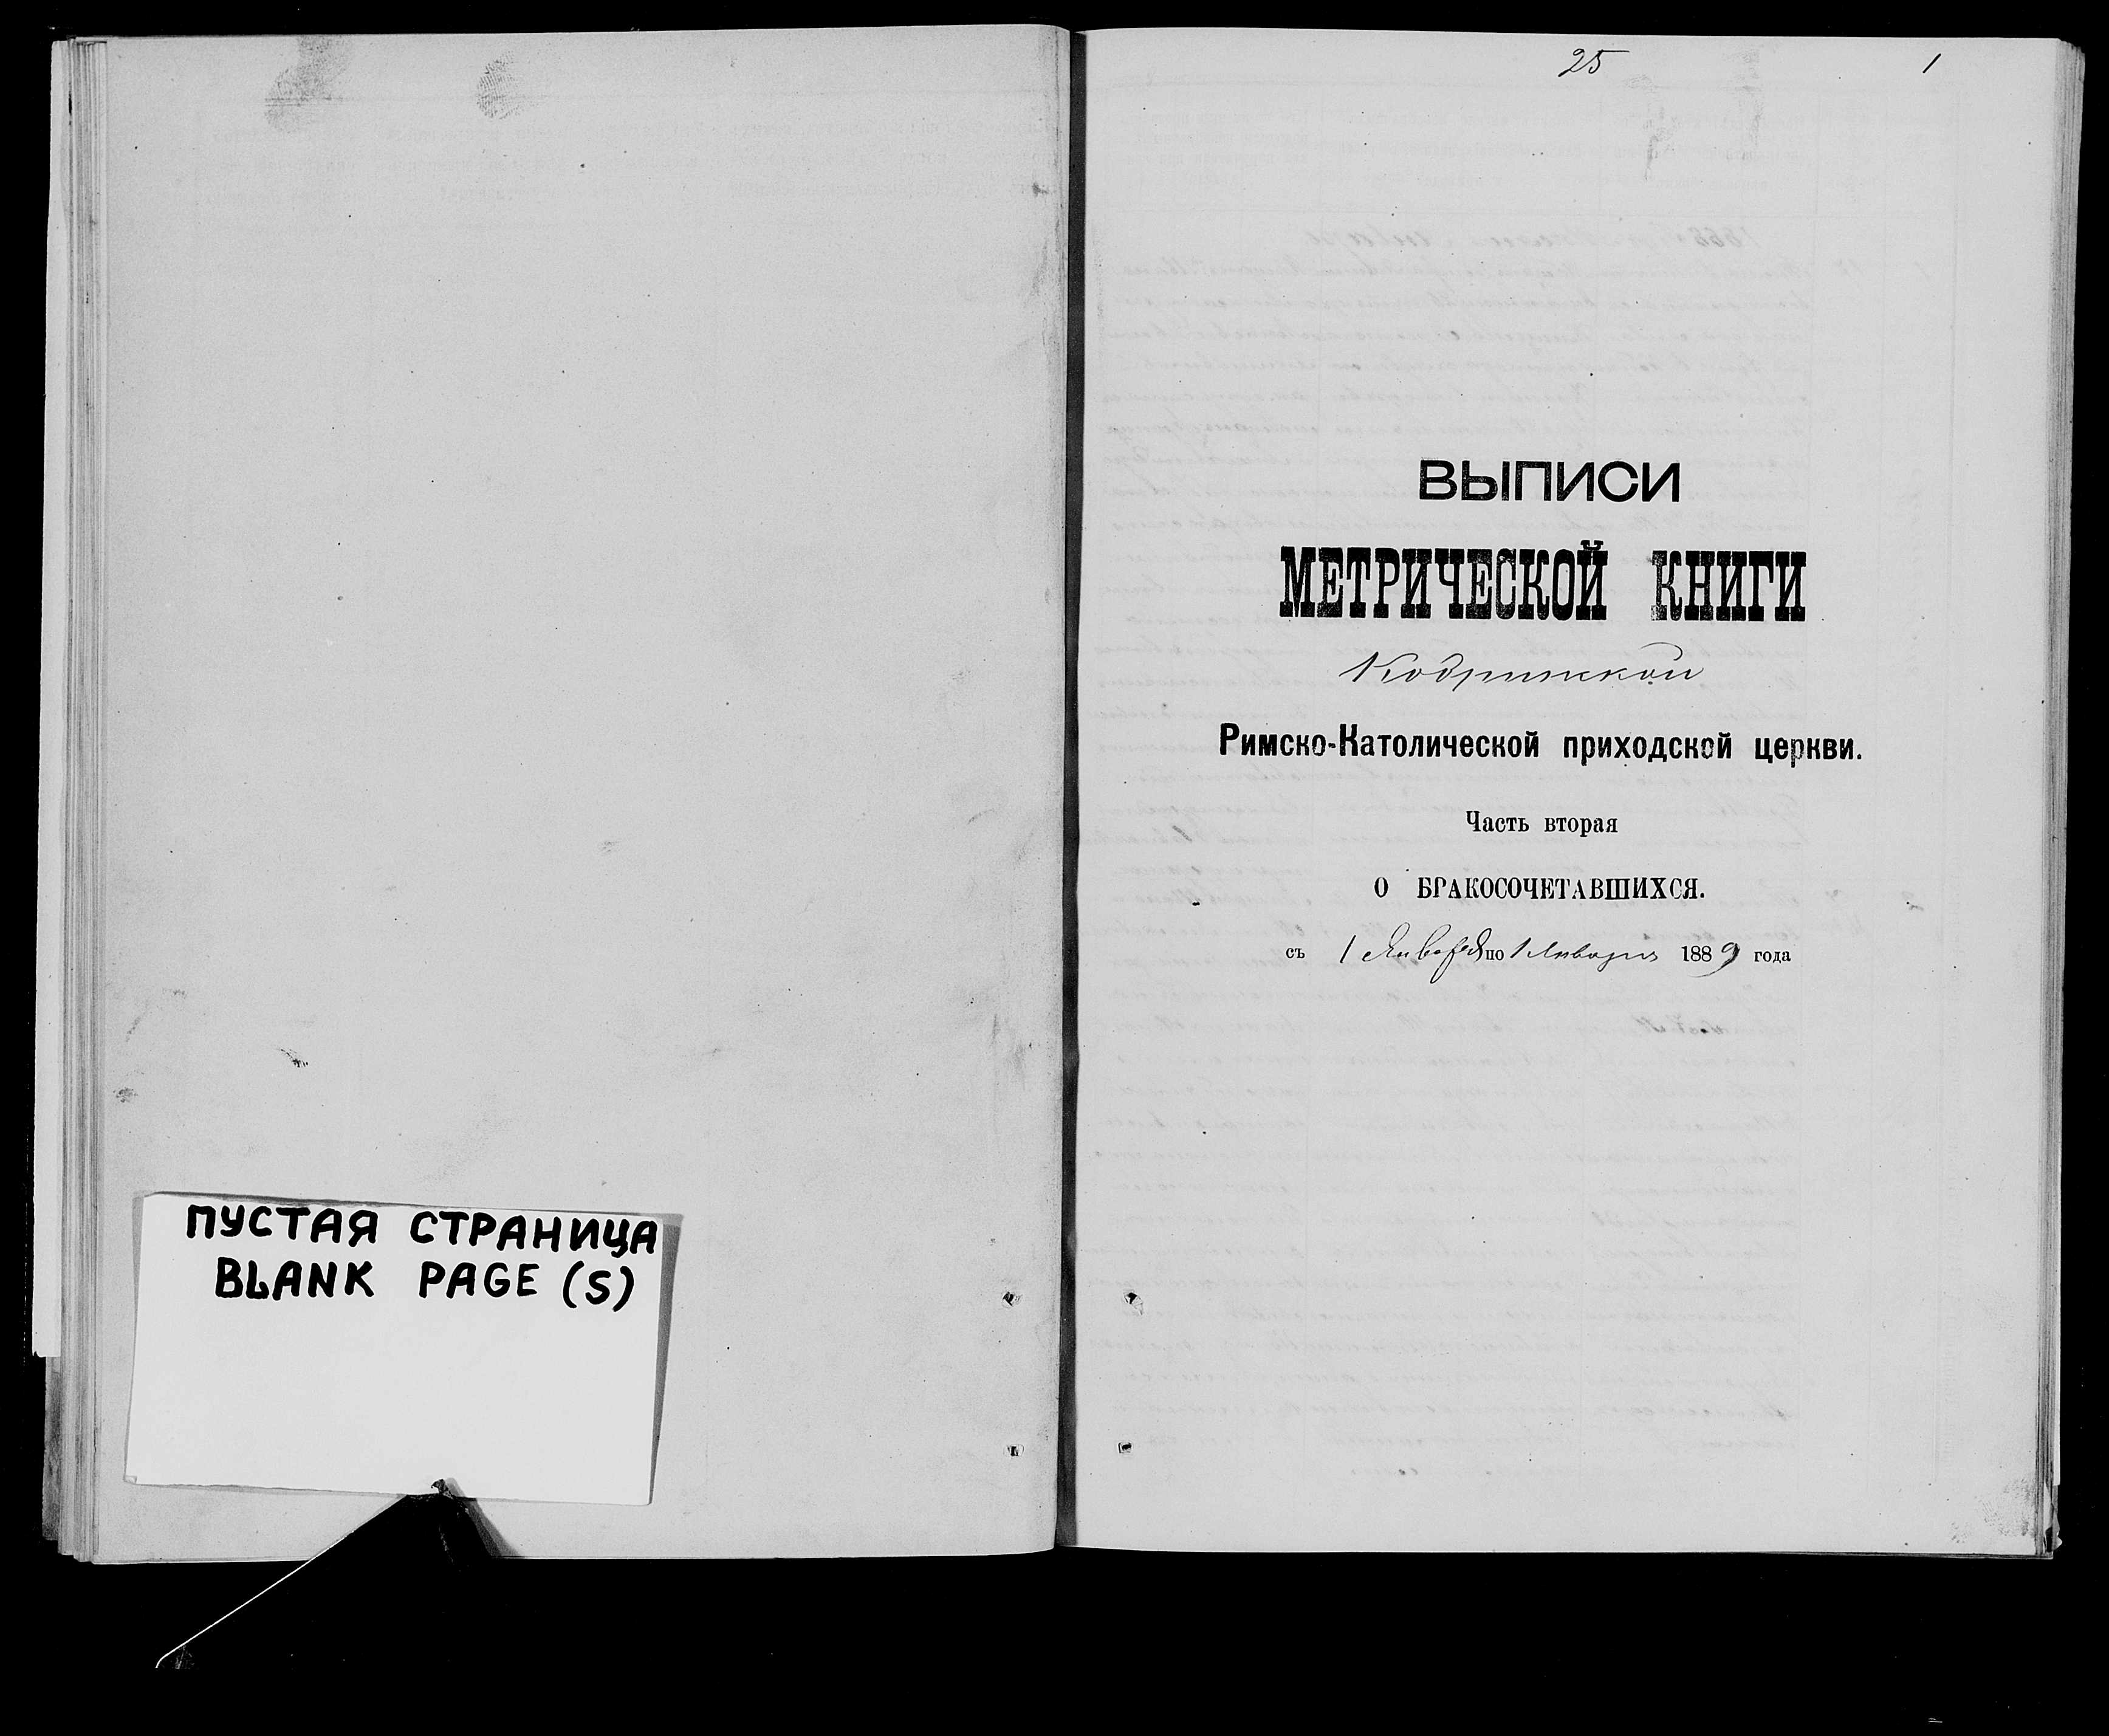 ПУСТАЯ СТРАНИЦА
BLANK PAGE (S)
25 1
ВЫПИСИ
МЕТРИЧЕСКОЙ КНИГИ
Кобринской
Римско-Католической приходской церкви.
Часть вторая
О БРАКОСОЧЕТАВШИХСЯ.
съ 1 Января по 1 Января 1889 года